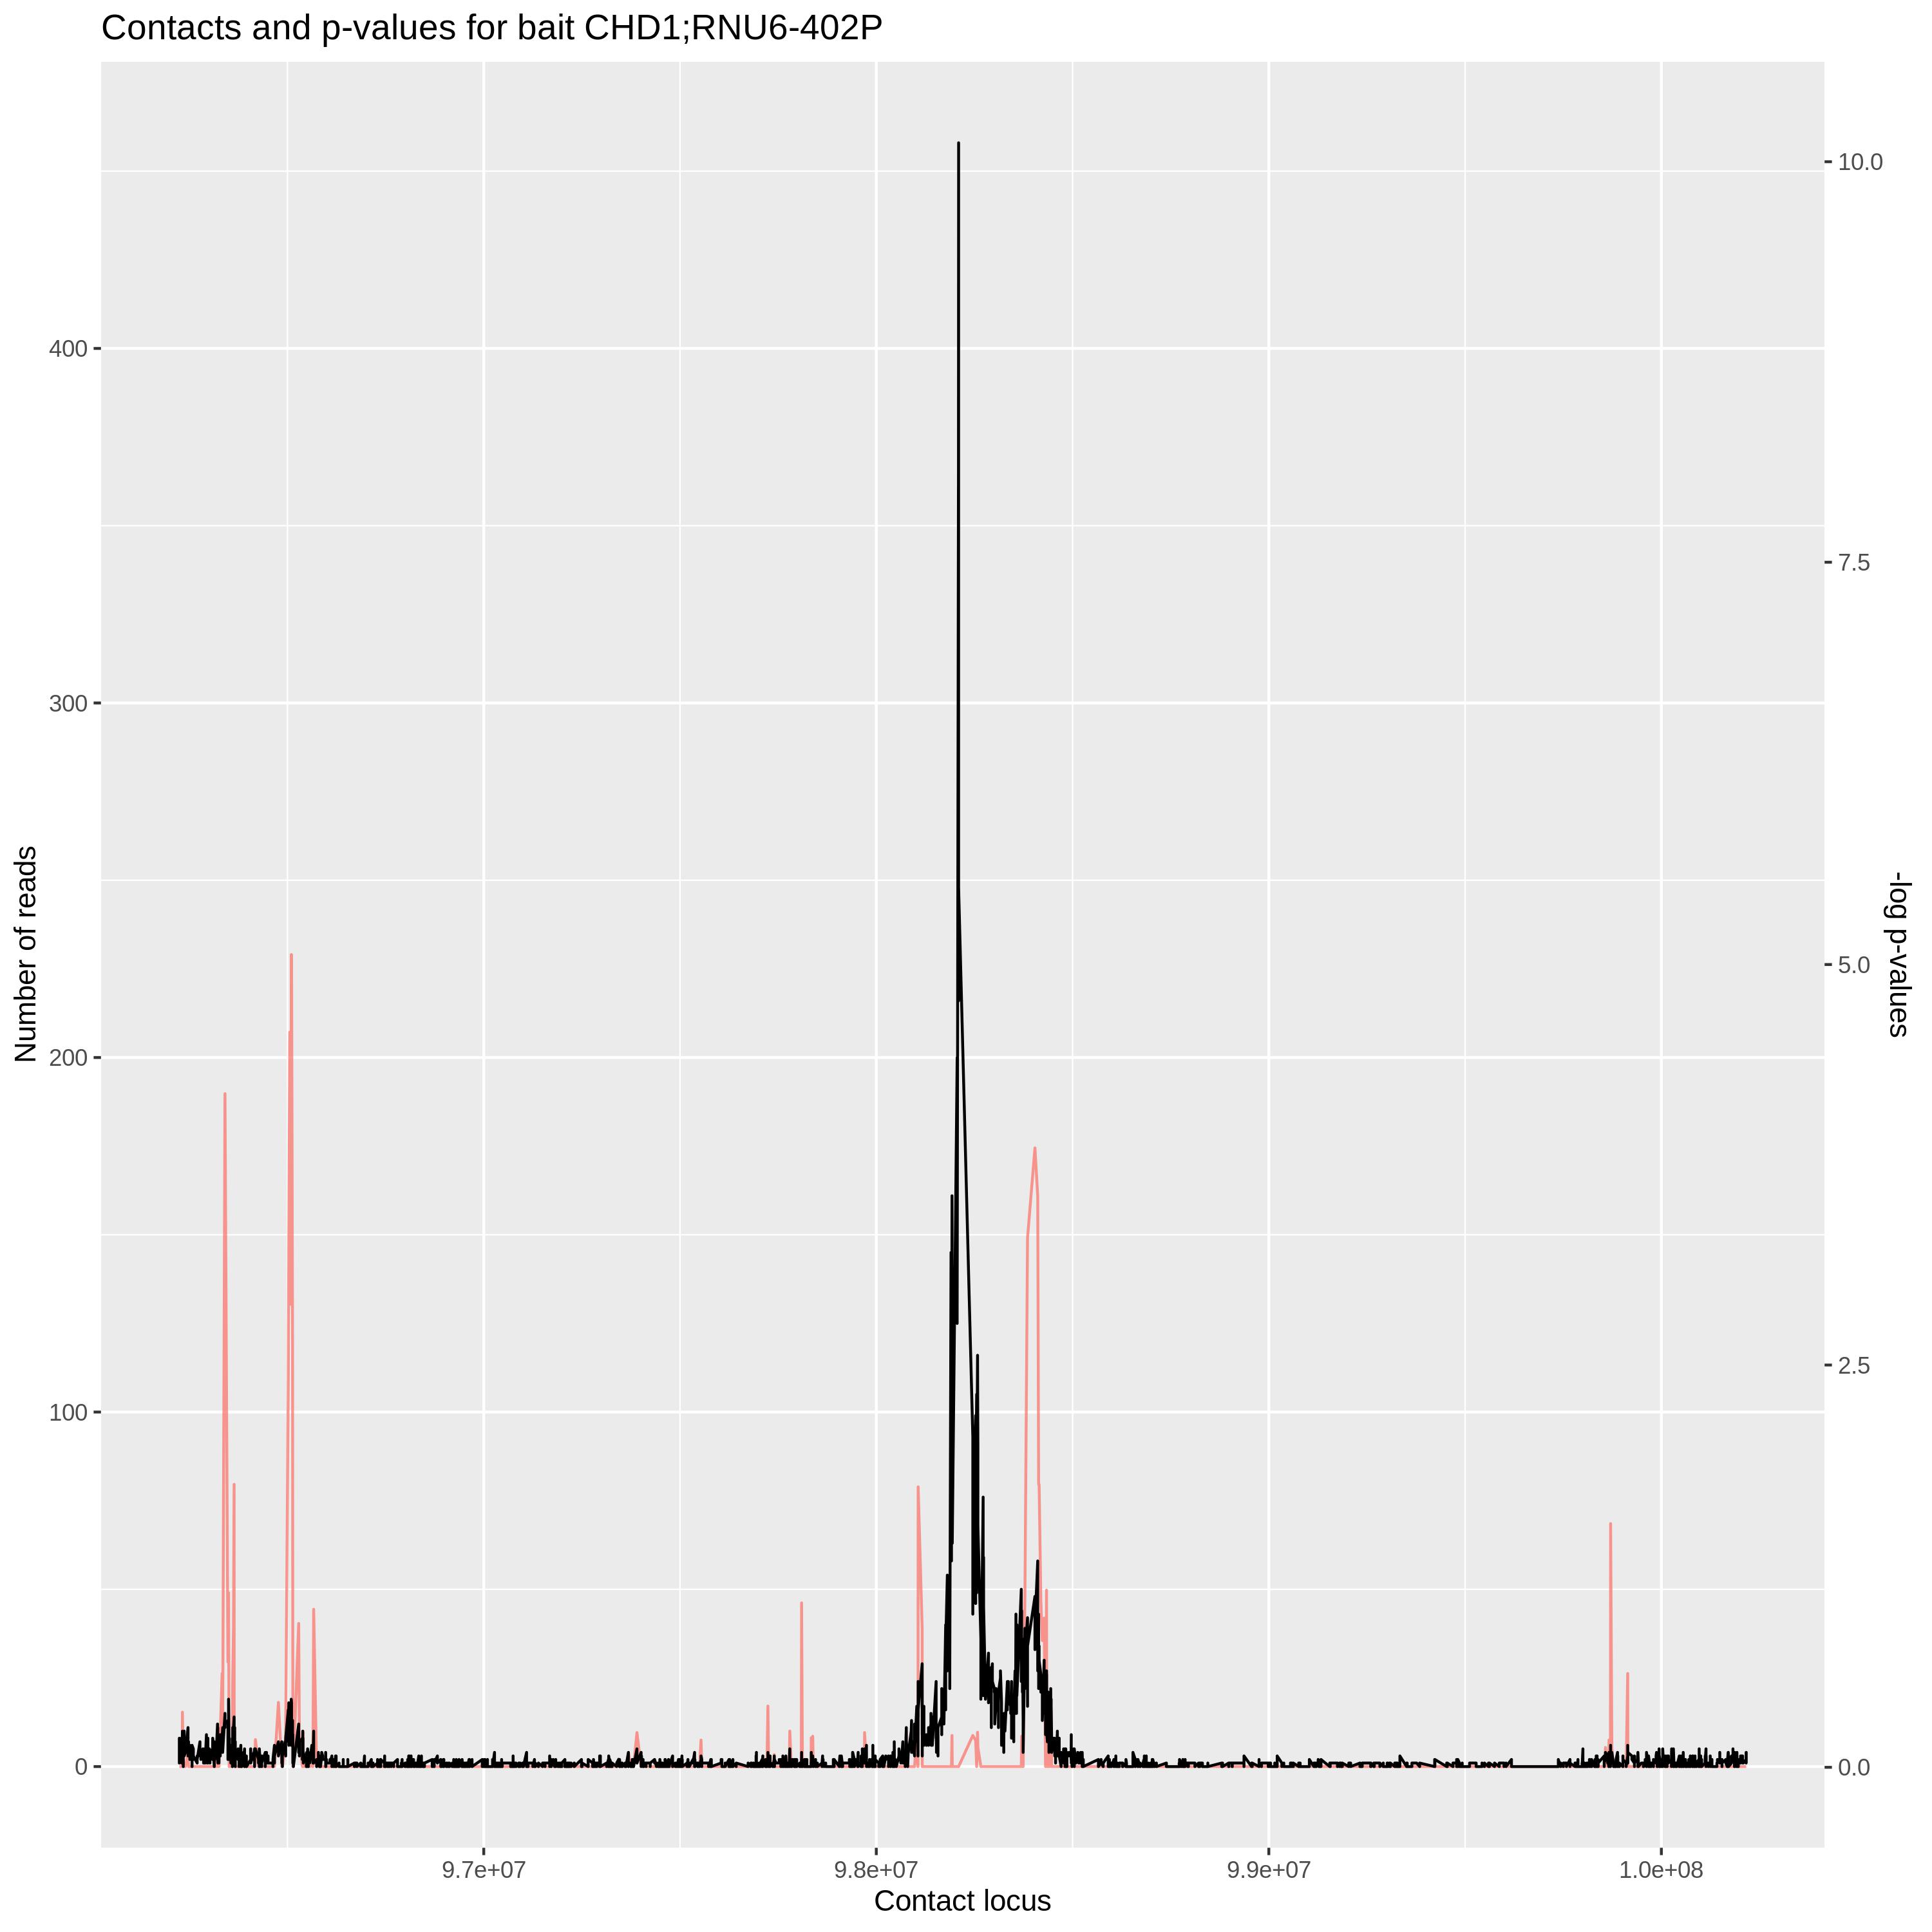 Contacts and p-values for bait CHD1;RNU6-402P
Number of reads
400
300
200
100
0
10.0
7.5
5.0
2.5
0.0
-log p-values
9.7e+07
9.8e+07
9.9e+07
1.0e+08
Contact locus